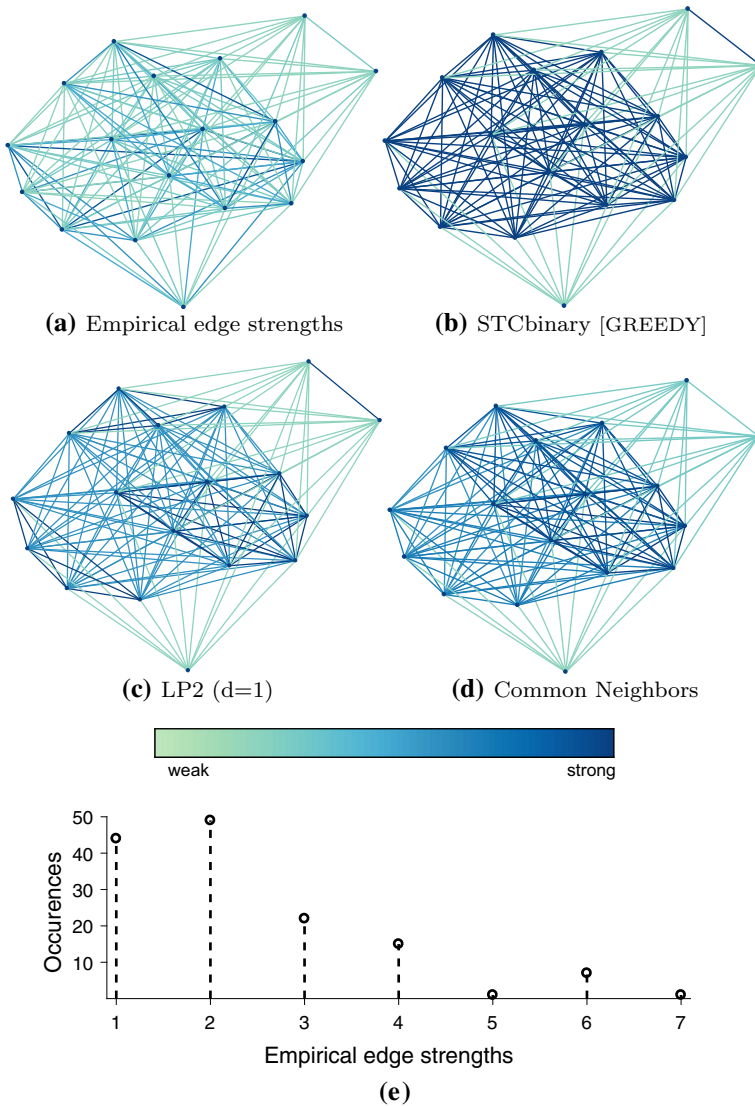 (a) Empirical edge strengths
(b) STCbinary [GREEDY]
(c) LP2 (d=1)
(d) Common Neighbors
weak
strong
50
40
30
20
10
Occurences
1 2 3 4 5 6 7
Empirical edge strengths
(e)